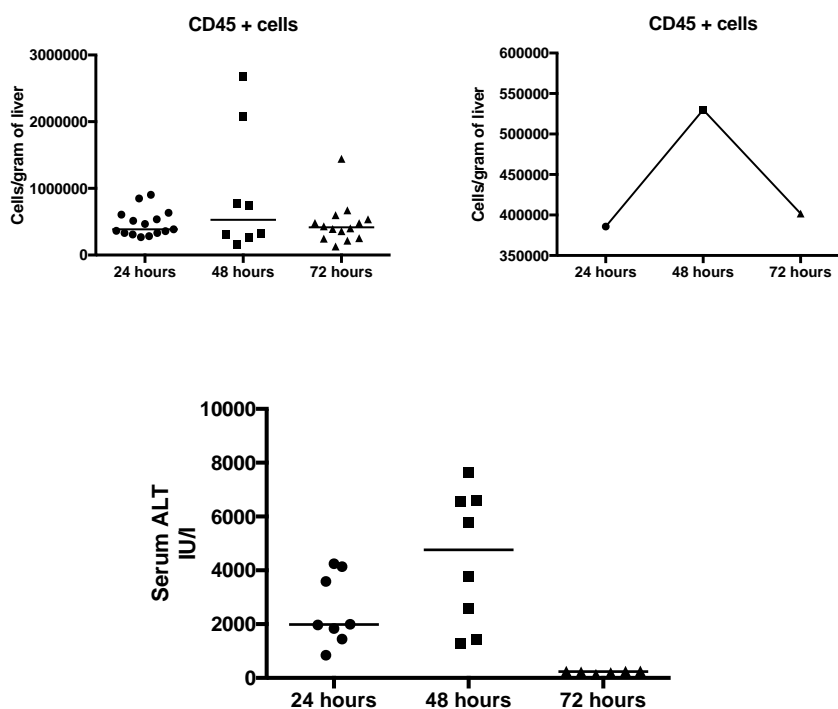 CD45 + cells
3000000
2000000
1000000
0
Cells/gram of liver
24 hours
48 hours
72 hours
CD45 + cells
600000
550000
500000
450000
400000
350000
Cells/gram of liver
24 hours
48 hours
72 hours
10000
8000
6000
4000
2000
0
Serum ALT
IU/l
24 hours
48 hours
72 hours